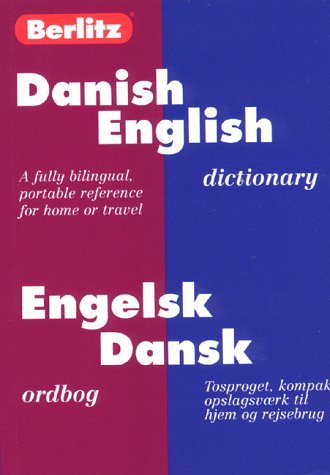 Berlitz
Danish
English
A fully bilingual,
portable reference
for home or travel
dictionary
Engelsk
Dansk
ordbog
Tosproget, kompak
opslagsværk til
hjem og rejsebrug